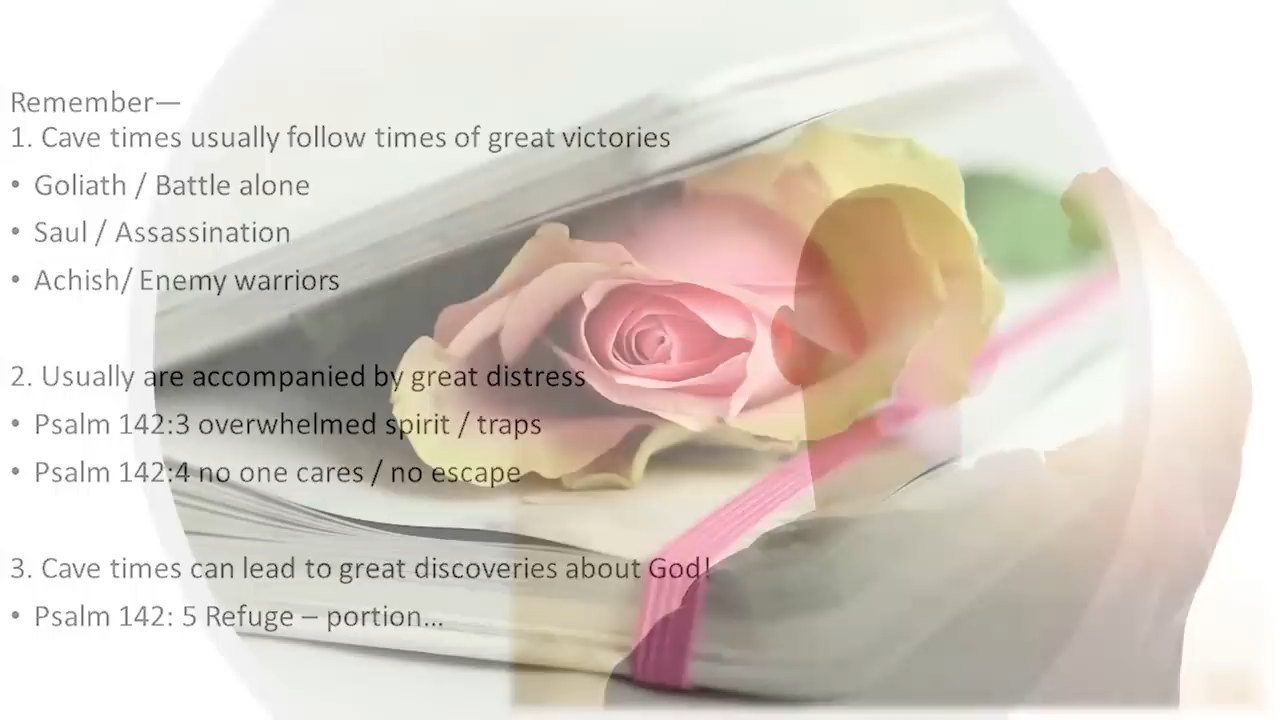 Remember—
1. Cave times usually follow times of great victories
• Goliath / Battle alone
• Saul / Assassination
• Achish/ Enemy warriors
2. Usually are accompanied by great distress
• Psalm 142:3 overwhelmed spirit / traps
• Psalm 142:4 no one cares / no escape
3. Cave times can lead to great discoveries about God!
• Psalm 142: 5 Refuge – portion…